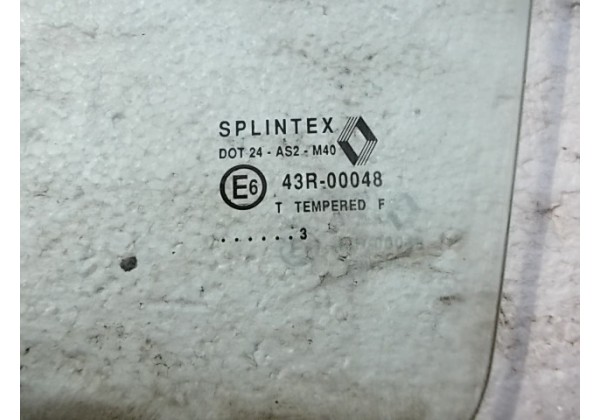 SPLINTEX
DOT 24 - AS2 - M40
E6 43R-00048
T TEMPERED F
......3